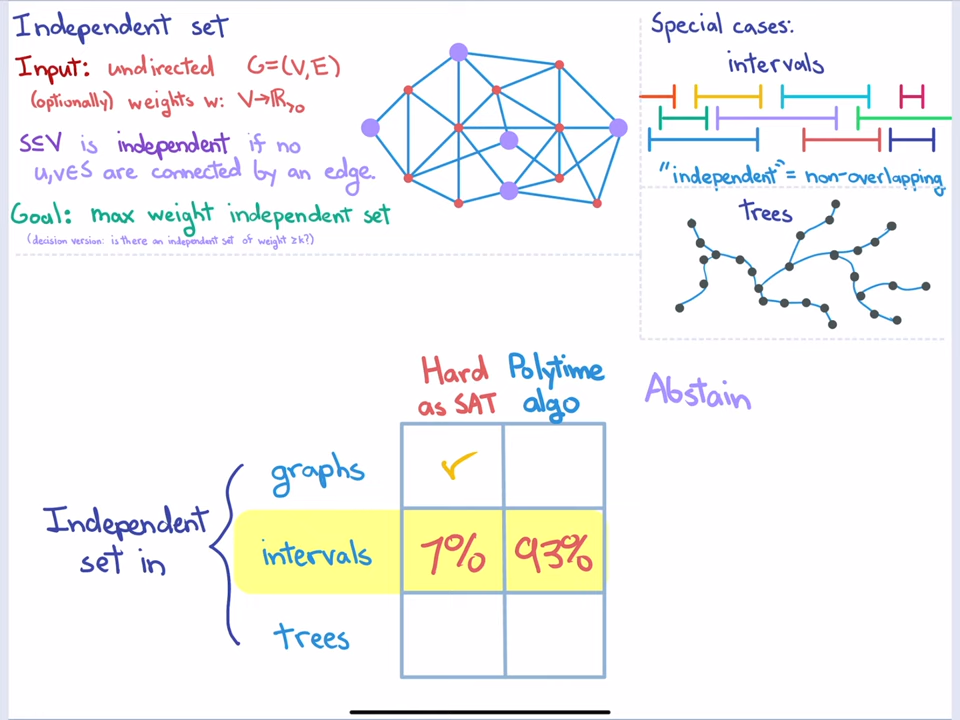 Independent set
Input: undirected G=(V,E)
(optionally) weights w: V→ℝ>0
S⊆V is independent if no
u,v∈S are connected by an edge.
Goal: max weight independent set
(decision version: is there an independent set of weight ≥k?)
Special cases:
intervals
"independent" = non-overlapping
trees
Hard as SAT
Polytime algo
Abstain
Independent set in
graphs ✓
intervals 7% 93%
trees